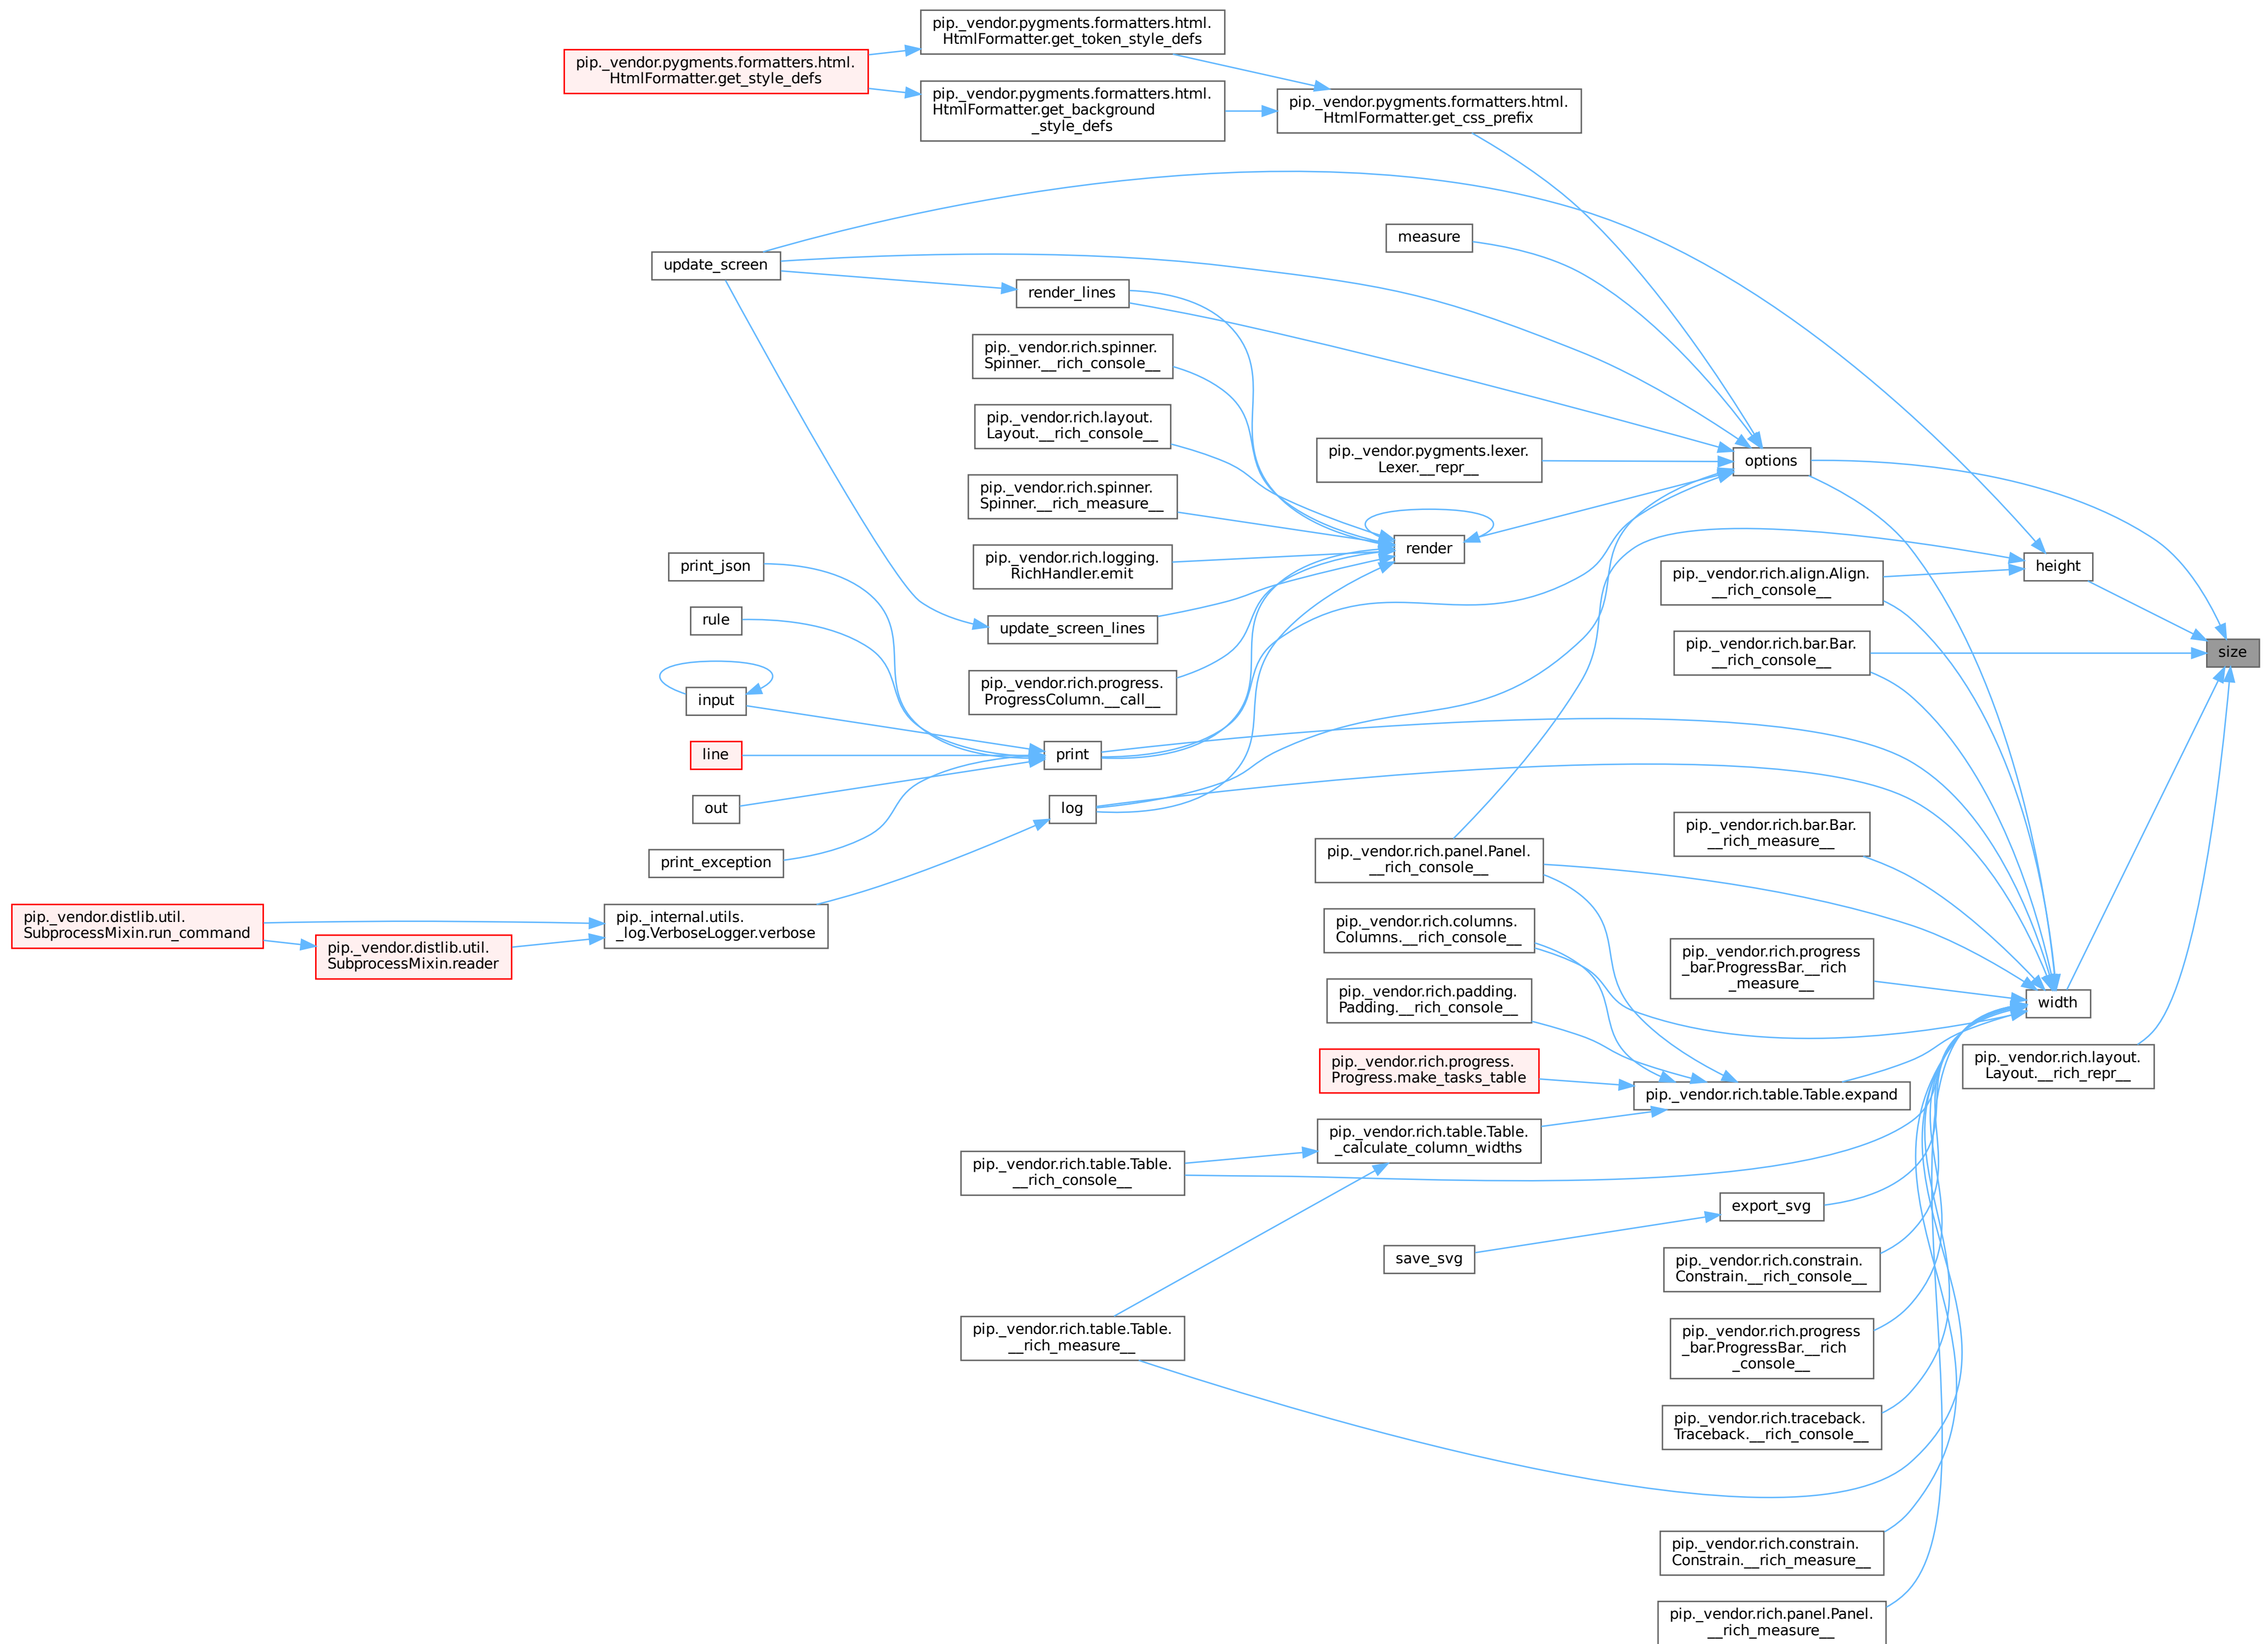 pip._vendor.pygments.formatters.html.
HtmlFormatter.get_token_style_defs
pip._vendor.pygments.formatters.html.
HtmlFormatter.get_style_defs
pip._vendor.pygments.formatters.html.
HtmlFormatter.get_background
_style_defs
pip._vendor.pygments.formatters.html.
HtmlFormatter.get_css_prefix
measure
update_screen
render_lines
pip._vendor.rich.spinner.
Spinner.__rich_console__
pip._vendor.rich.layout.
Layout.__rich_console__
pip._vendor.pygments.lexer.
Lexer.__repr__
options
pip._vendor.rich.spinner.
Spinner.__rich_measure__
render
pip._vendor.rich.logging.
RichHandler.emit
print_json
height
pip._vendor.rich.align.Align.
__rich_console__
rule
update_screen_lines
pip._vendor.rich.bar.Bar.
__rich_console__
size
input
pip._vendor.rich.progress.
ProgressColumn.__call__
line
print
out
log
pip._vendor.rich.bar.Bar.
__rich_measure__
print_exception
pip._vendor.rich.panel.Panel.
__rich_console__
pip._vendor.distlib.util.
SubprocessMixin.run_command
pip._internal.utils.
_log.VerboseLogger.verbose
pip._vendor.distlib.util.
SubprocessMixin.reader
pip._vendor.rich.columns.
Columns.__rich_console__
pip._vendor.rich.progress
_bar.ProgressBar.__rich
_measure__
width
pip._vendor.rich.padding.
Padding.__rich_console__
pip._vendor.rich.layout.
Layout.__rich_repr__
pip._vendor.rich.progress.
Progress.make_tasks_table
pip._vendor.rich.table.Table.expand
pip._vendor.rich.table.Table.
_calculate_column_widths
pip._vendor.rich.table.Table.
__rich_console__
export_svg
save_svg
pip._vendor.rich.constrain.
Constrain.__rich_console__
pip._vendor.rich.table.Table.
__rich_measure__
pip._vendor.rich.progress
_bar.ProgressBar.__rich
_console__
pip._vendor.rich.traceback.
Traceback.__rich_console__
pip._vendor.rich.constrain.
Constrain.__rich_measure__
pip._vendor.rich.panel.Panel.
__rich_measure__